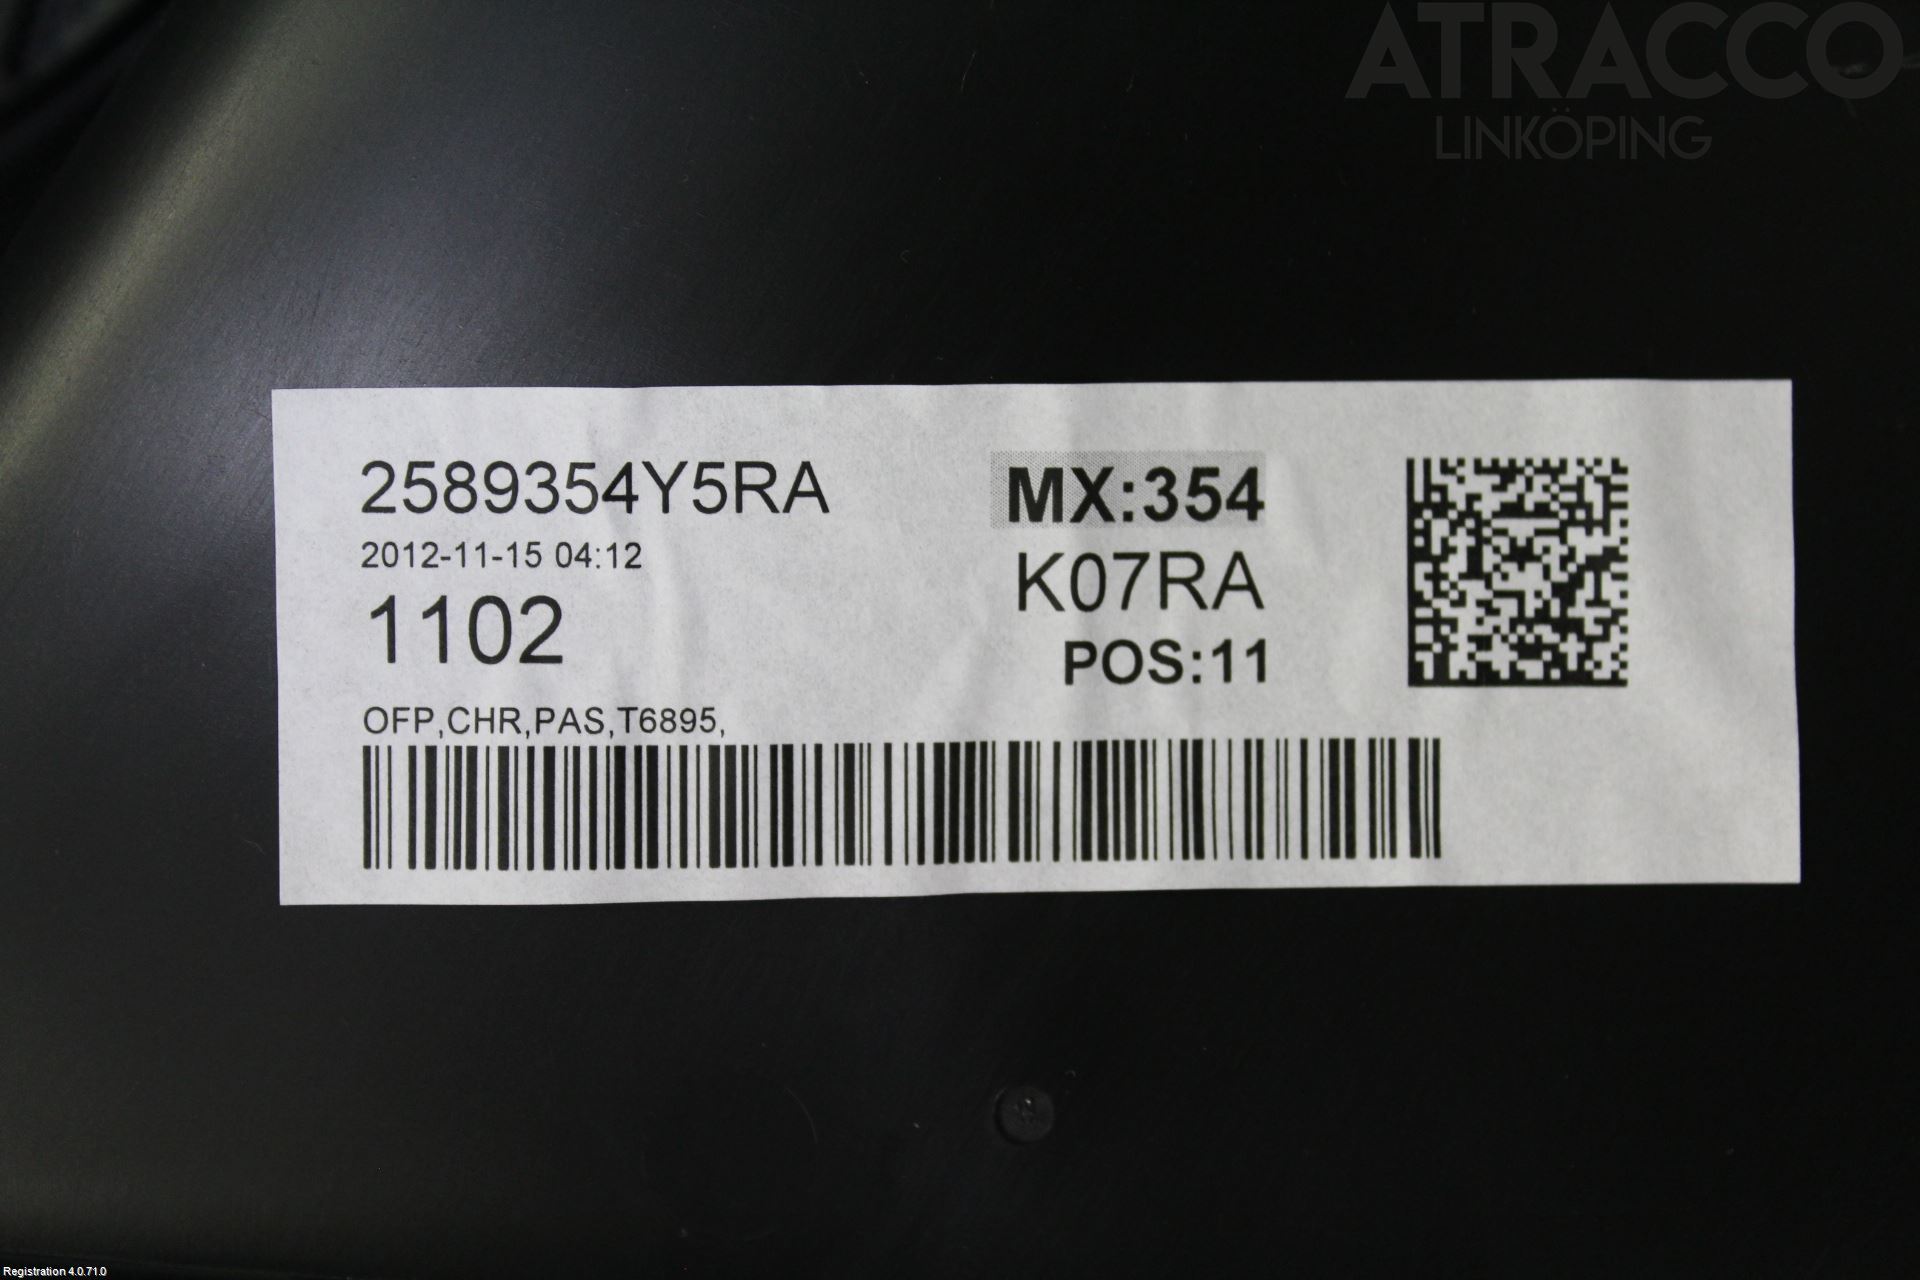 ATRACCO
LINKÖPING
2589354Y5RA
2012-11-15 04:12
1102
OFP,CHR,PAS,T6895,
MX:354
K07RA
POS:11
Registration 4.0.71.0